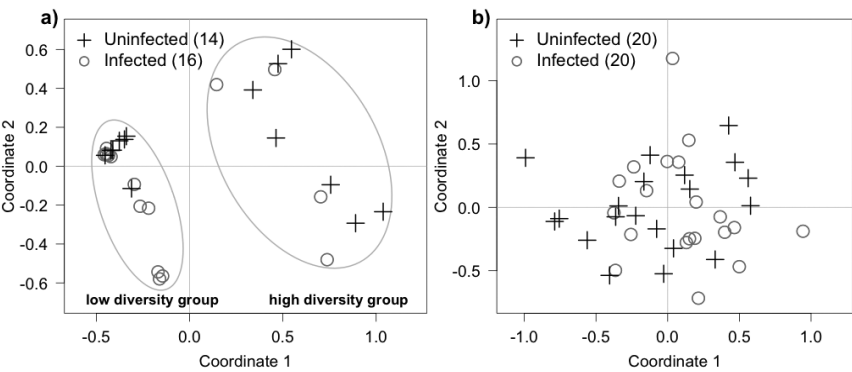 a)
Uninfected (14)
Infected (16)
0.6
0.4
0.2
0.0
-0.2
-0.4
-0.6
Coordinate 2
low diversity group
high diversity group
-0.5
0.0
0.5
1.0
Coordinate 1
b)
Uninfected (20)
Infected (20)
1.0
0.5
0.0
-0.5
Coordinate 2
-1.0
-0.5
0.0
0.5
1.0
Coordinate 1